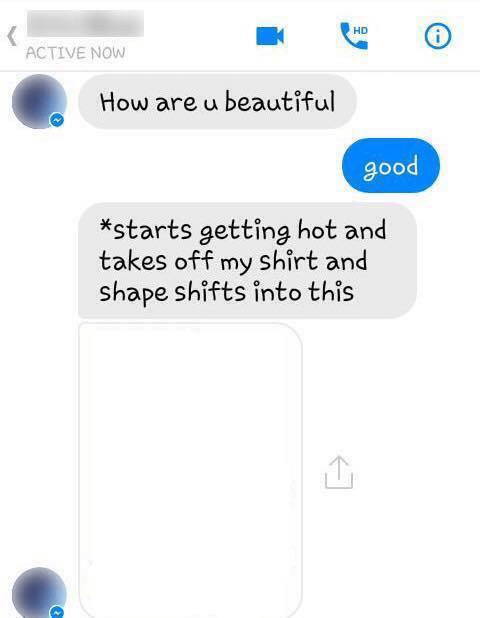 ACTIVE NOW
HD
How are u beautiful
good
*starts getting hot and
takes off my shirt and
shape shifts into this